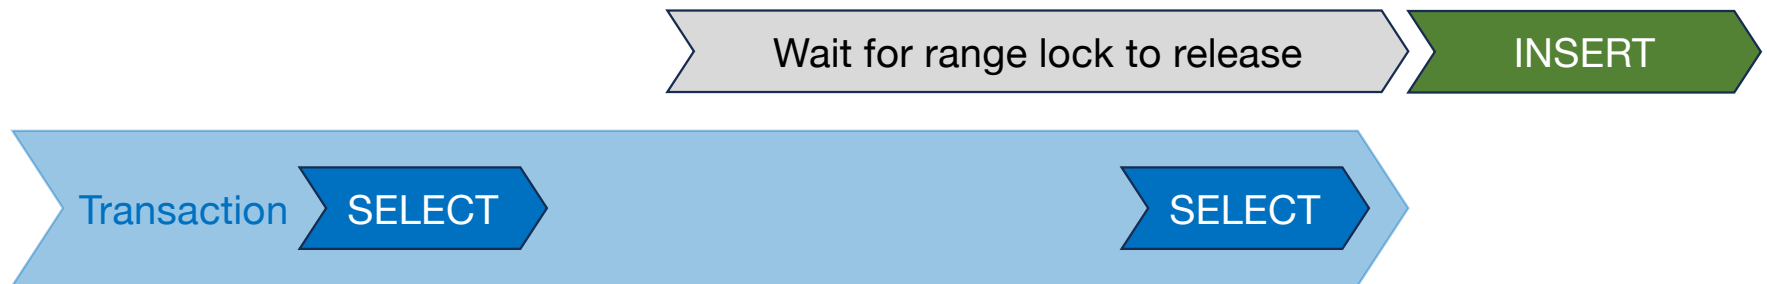 Wait for range lock to release INSERT
Transaction SELECT SELECT